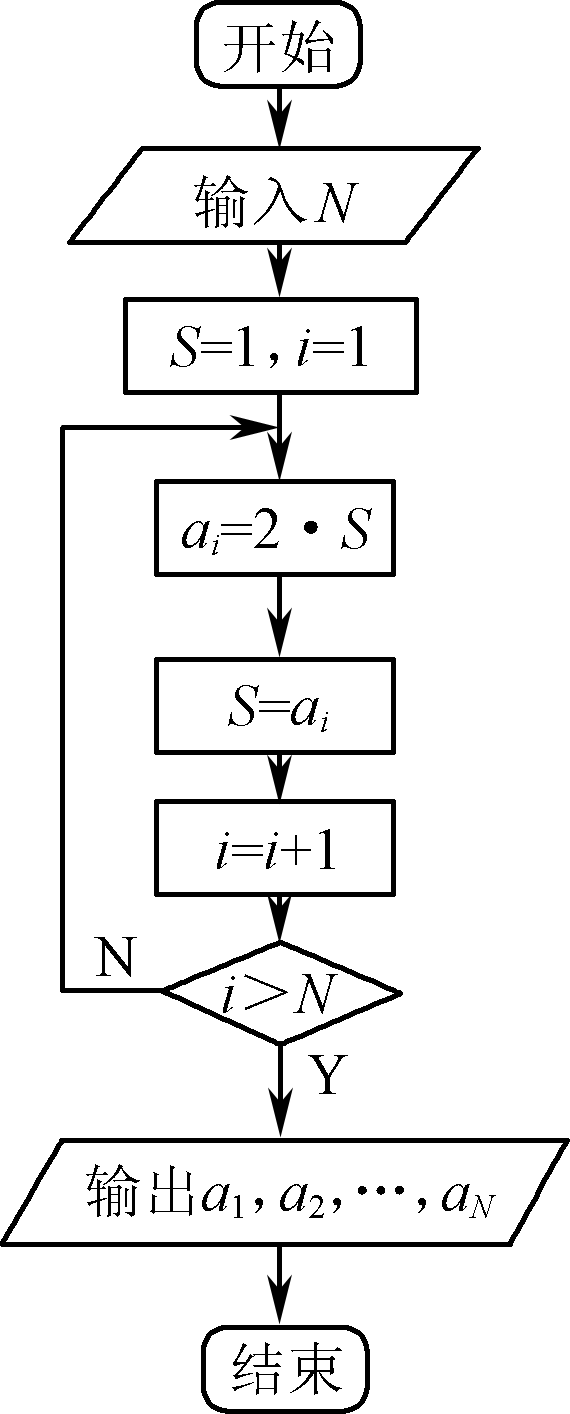 开始
输入N
S=1，i=1
aᵢ=2·S
S=aᵢ
i=i+1
N
i＞N
Y
输出a₁，a₂，…，a_N
结束